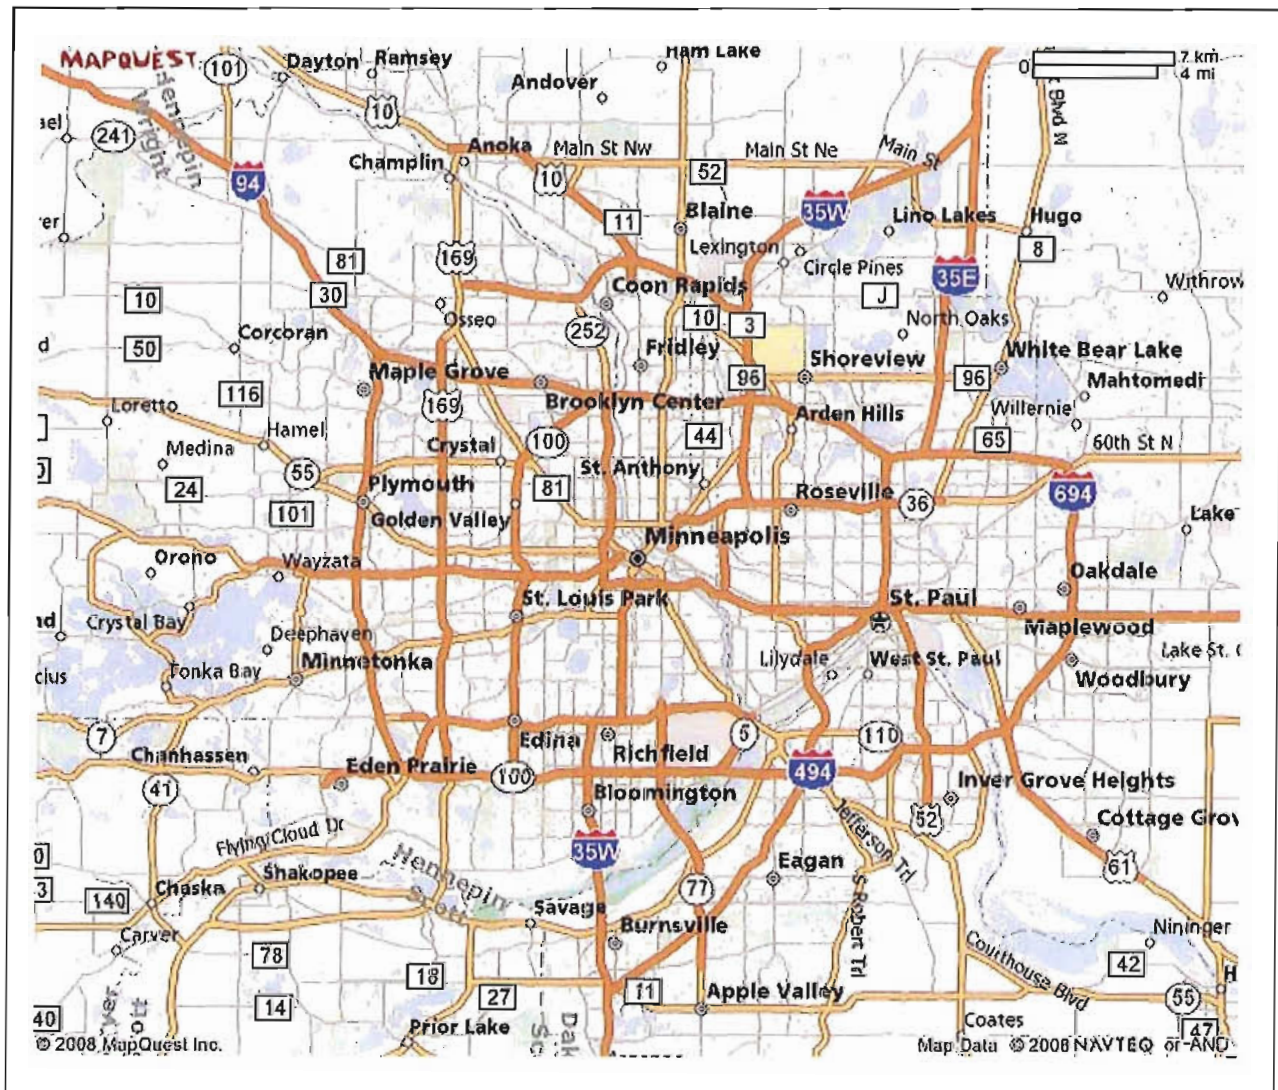 MAPQUEST
101
Dayton
Ramsey
Ham Lake
0
7 km
4 mi
Andover
10
241
Hennepin
Wright
94
Champlin
Anoka
Main St Nw
52
Main St Ne
Main St
10
Blvd N
35W
Blaine
11
Lino Lakes
Hugo
8
81
169
Lexington
Circle Pines
35E
J
Withrow
10
30
Coon Rapids
Osseo
252
10
3
North Oaks
50
Corcoran
Fridley
Shoreview
White Bear Lake
Maple Grove
96
96
Mahtomedi
116
169
Brooklyn Center
Arden Hills
Willernie
Loretto
Hamel
Crystal
100
44
65
60th St N
Medina
55
St. Anthony
24
Plymouth
81
Roseville
36
694
101
Golden Valley
Minneapolis
Lake
Orono
Wayzata
Oakdale
Crystal Bay
St. Louis Park
St. Paul
Maplewood
Deephaven
Minnetonka
Lilydale
West St. Paul
Lake St.
Tonka Bay
Woodbury
7
Chanhassen
Edina
Richfield
5
110
Eden Prairie
100
494
Inver Grove Heights
41
Bloomington
52
Cottage Grov
Flying Cloud Dr
Hennepin
Scott
35W
Jefferson Trl
Eagan
61
Shakopee
140
Chaska
77
S Robert Trl
Savage
Burnsville
Nininger
Carver
78
18
Courthouse Blvd
42
14
27
11
Apple Valley
55
40
Prior Lake
Coates
47
© 2008 MapQuest Inc.
Map Data © 2008 NAVTEQ or AND